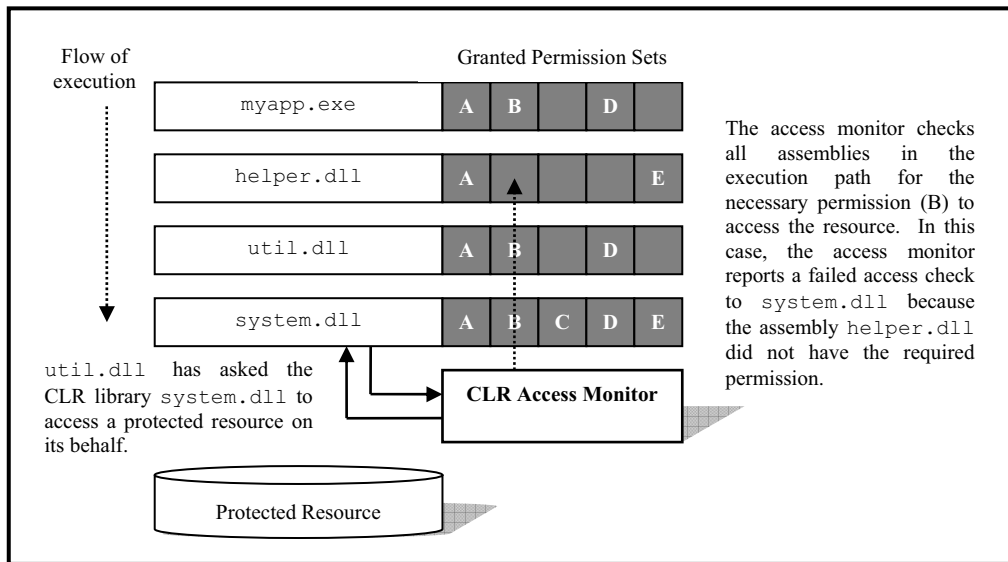 Flow of
execution
Granted Permission Sets
myapp.exe A B D
helper.dll A E
util.dll A B D
system.dll A B C D E
The access monitor checks
all assemblies in the
execution path for the
necessary permission (B) to
access the resource. In this
case, the access monitor
reports a failed access check
to system.dll because
the assembly helper.dll
did not have the required
permission.
util.dll has asked the
CLR library system.dll to
access a protected resource on
its behalf.
CLR Access Monitor
Protected Resource